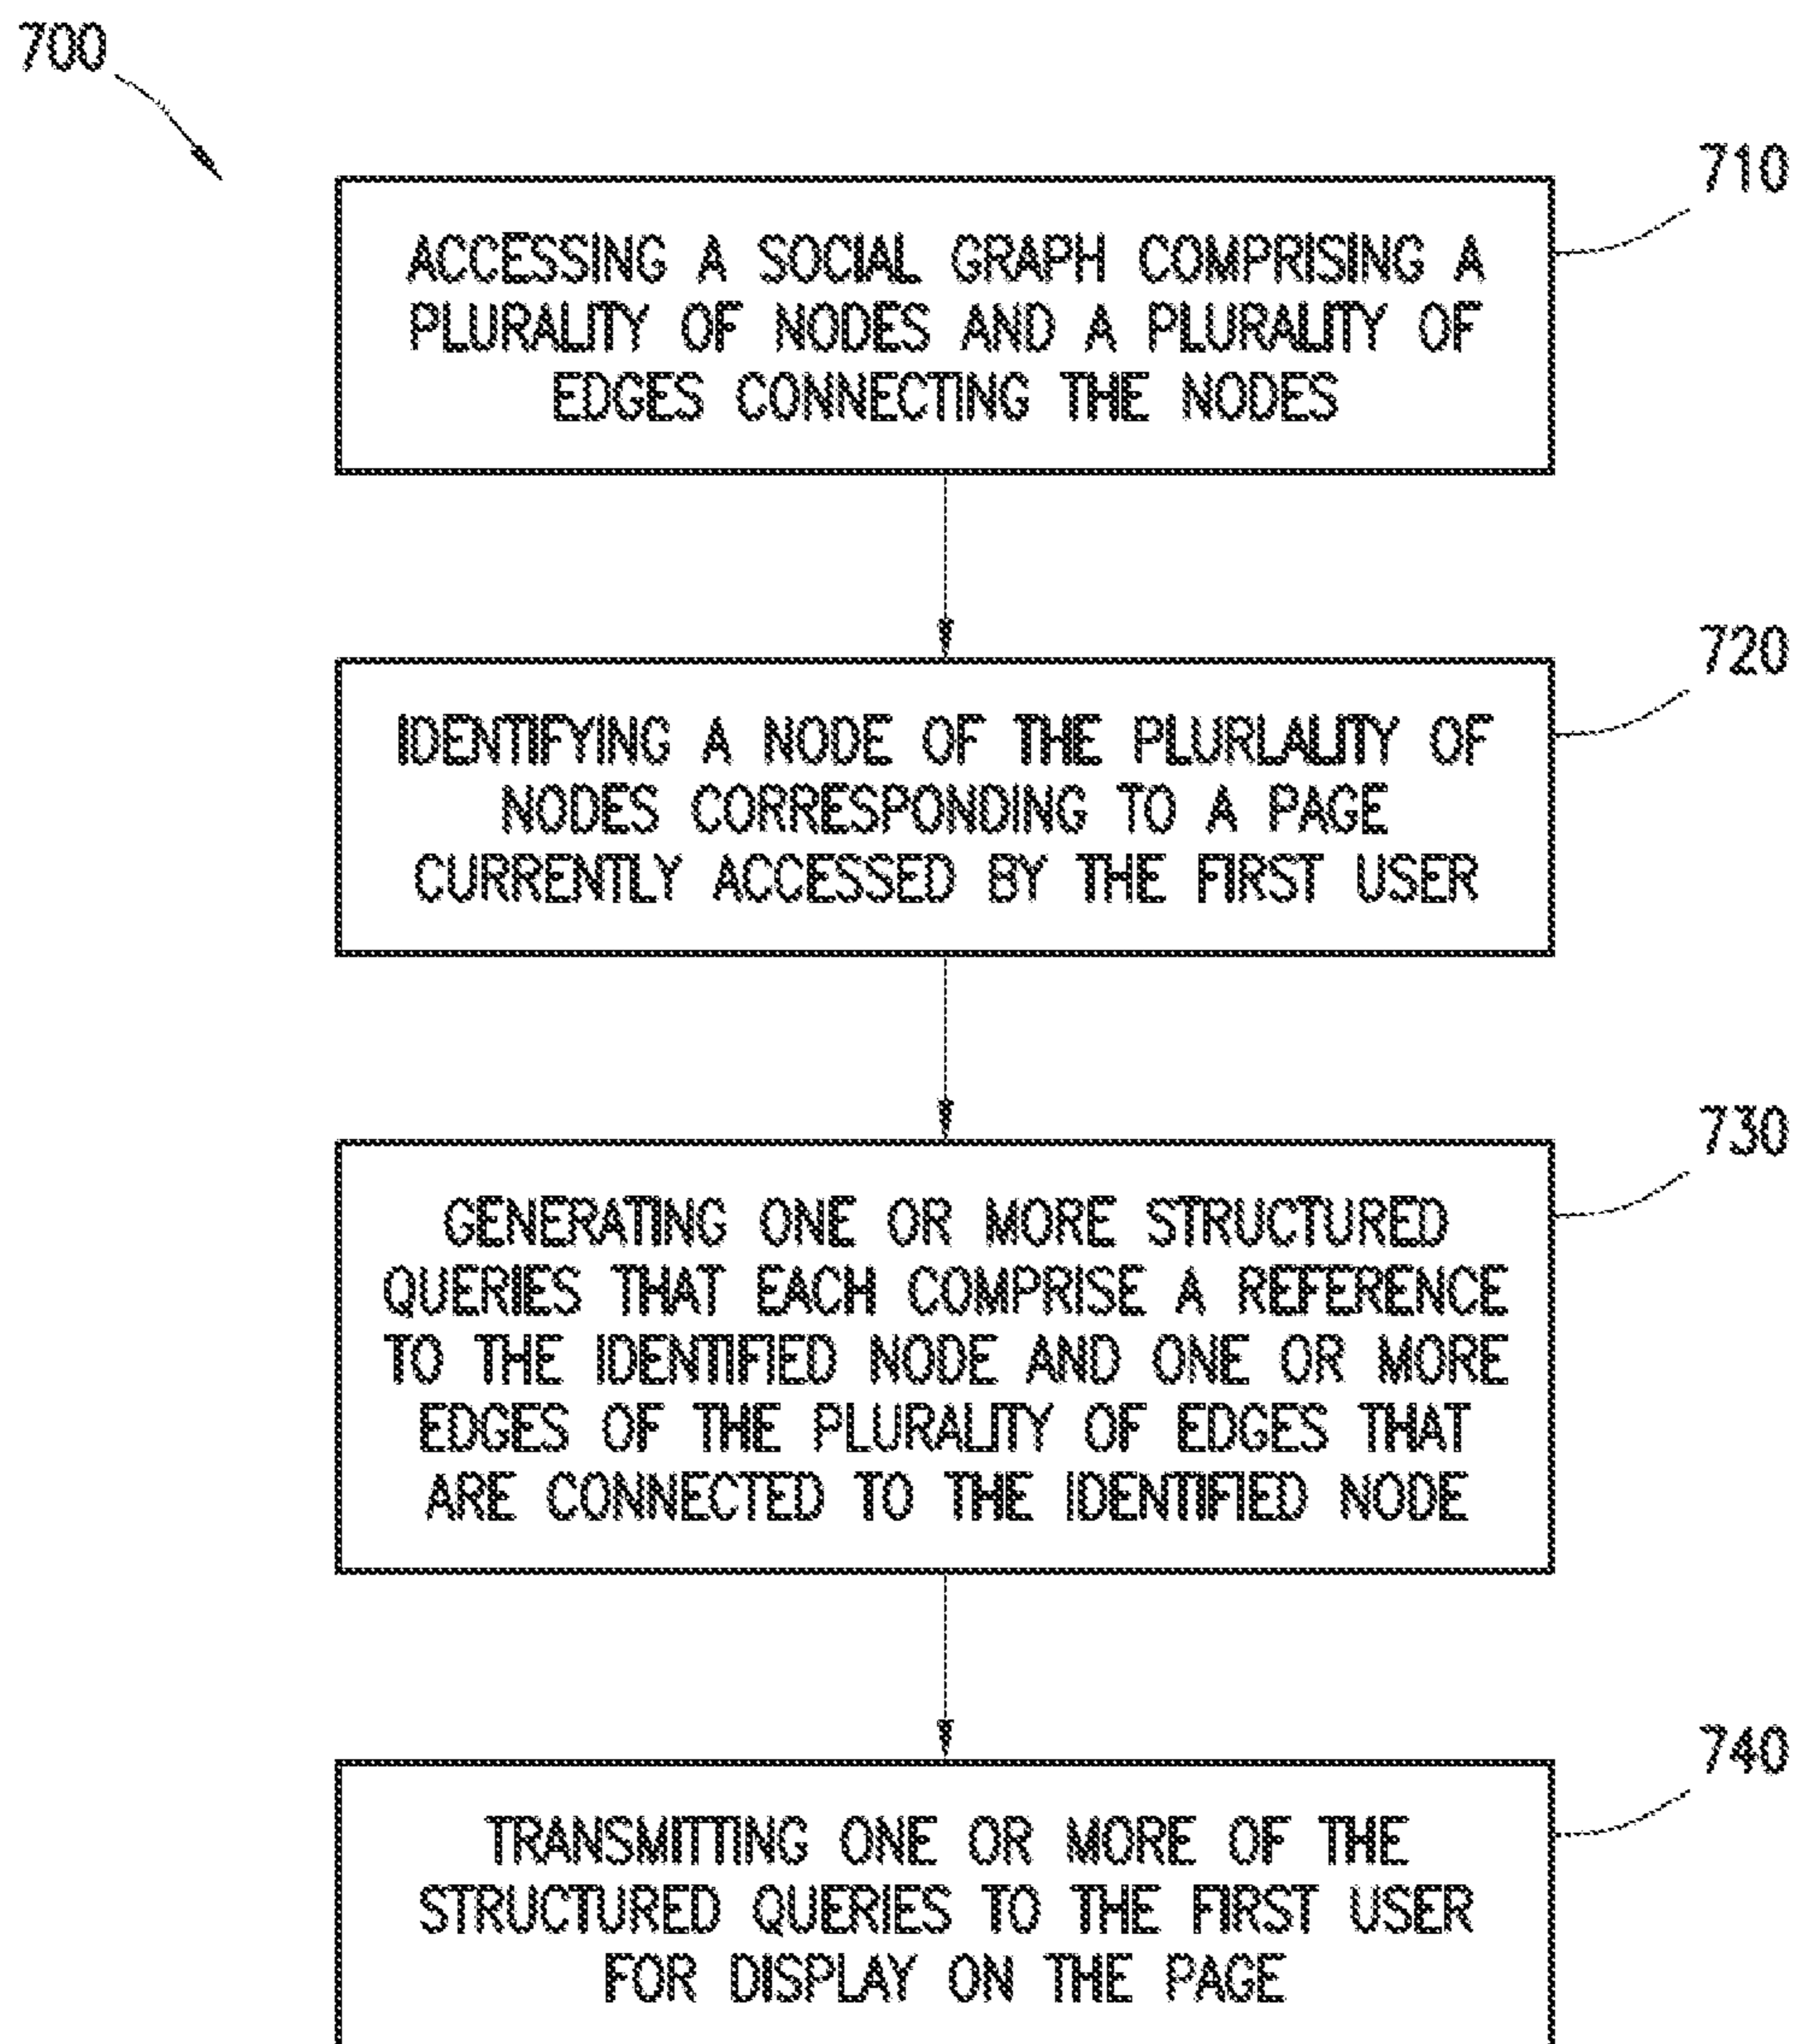 700
710
ACCESSING A SOCIAL GRAPH COMPRISING A
PLURALITY OF NODES AND A PLURALITY OF
EDGES CONNECTING THE NODES
720
IDENTIFYING A NODE OF THE PLURLALITY OF
NODES CORRESPONDING TO A PAGE
CURRENTLY ACCESSED BY THE FIRST USER
730
GENERATING ONE OR MORE STRUCTURED
QUERIES THAT EACH COMPRISE A REFERENCE
TO THE IDENTIFIED NODE AND ONE OR MORE
EDGES OF THE PLURALITY OF EDGES THAT
ARE CONNECTED TO THE IDENTIFIED NODE
740
TRANSMITTING ONE OR MORE OF THE
STRUCTURED QUERIES TO THE FIRST USER
FOR DISPLAY ON THE PAGE